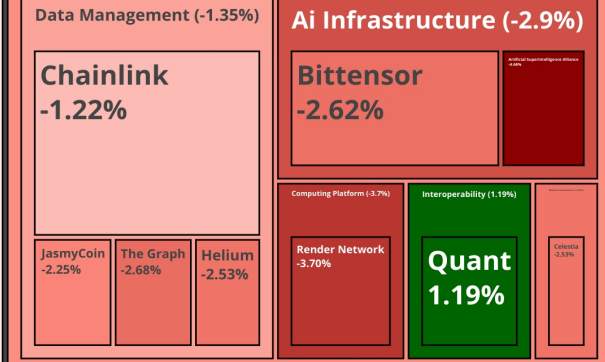 Data Management (-1.35%)
Chainlink
-1.22%
JasmyCoin
-2.25%
The Graph
-2.68%
Helium
-2.53%
Ai Infrastructure (-2.9%)
Bittensor
-2.62%
Artificial Superintelligence Alliance
Computing Platform (-3.7%)
Render Network
-3.70%
Interoperability (1.19%)
Quant
1.19%
Celestia
-2.53%